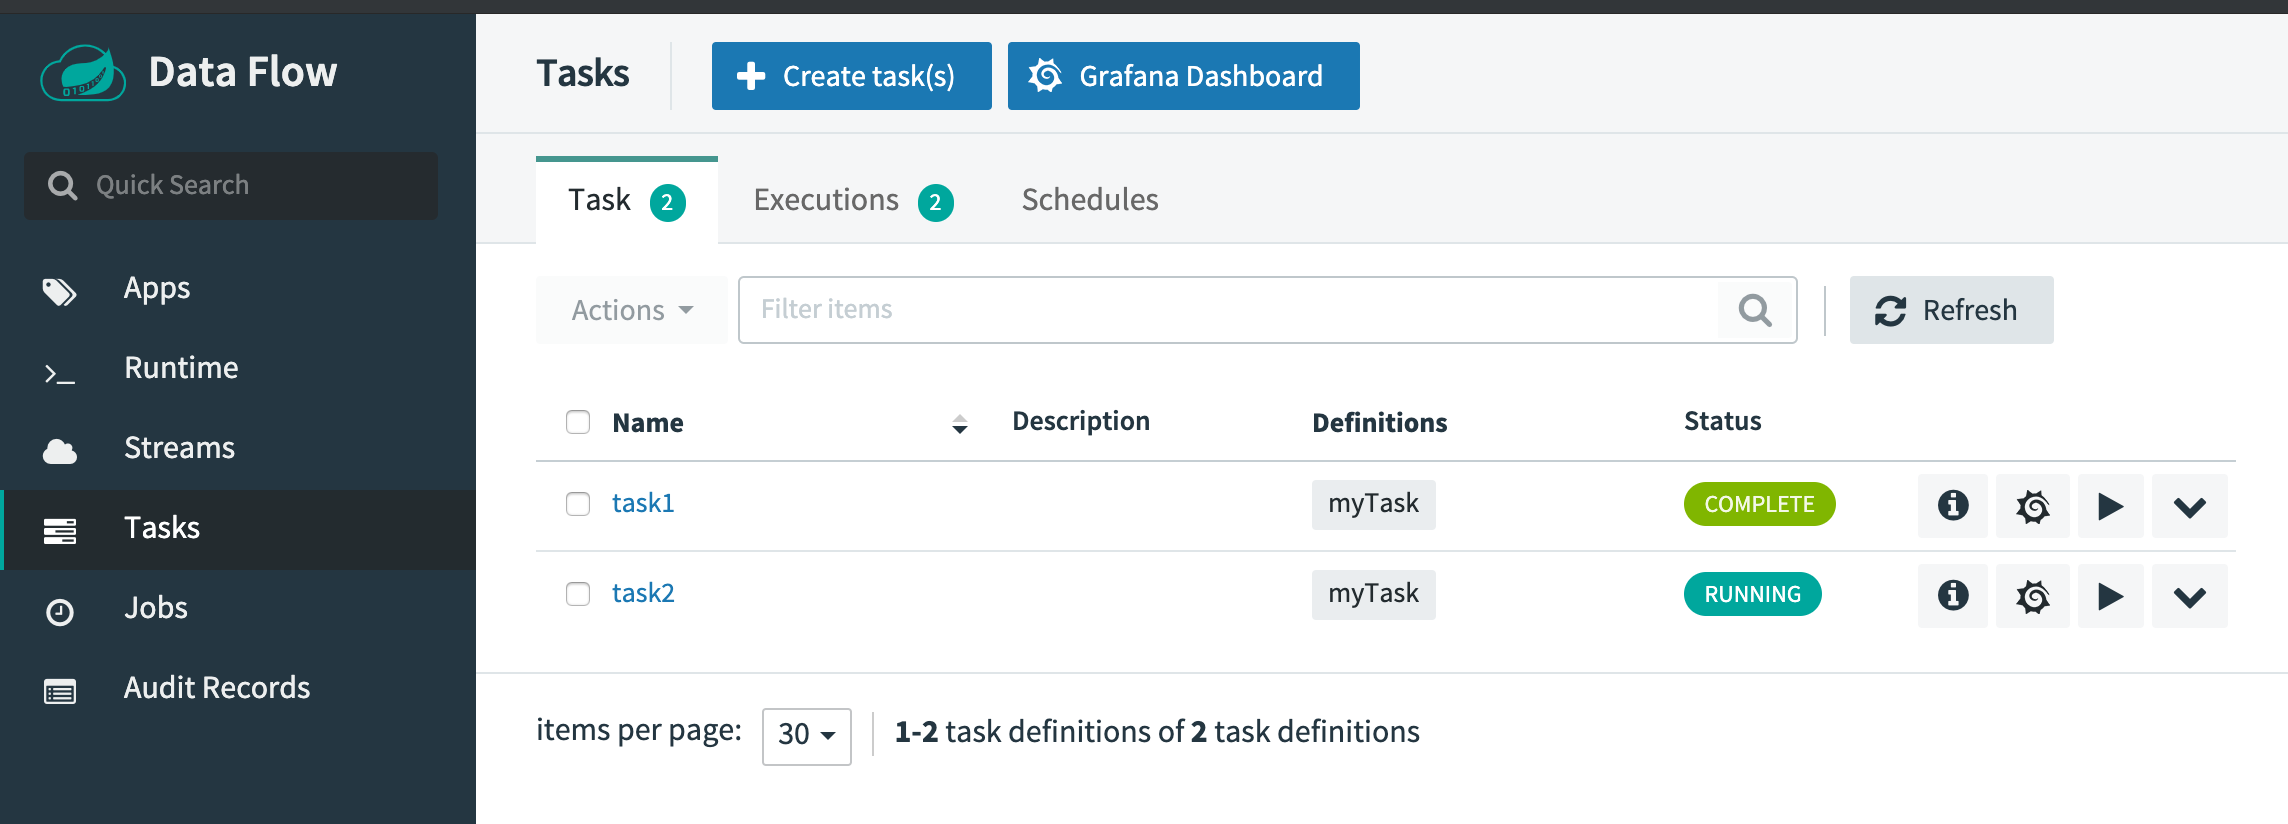 Data Flow
Quick Search
Apps
Runtime
Streams
Tasks
Jobs
Audit Records
Tasks
Create task(s)
Grafana Dashboard
Task 2
Executions 2
Schedules
Actions
Filter items
Refresh
Name Description Definitions Status
task1 myTask COMPLETE
task2 myTask RUNNING
items per page: 30 1-2 task definitions of 2 task definitions